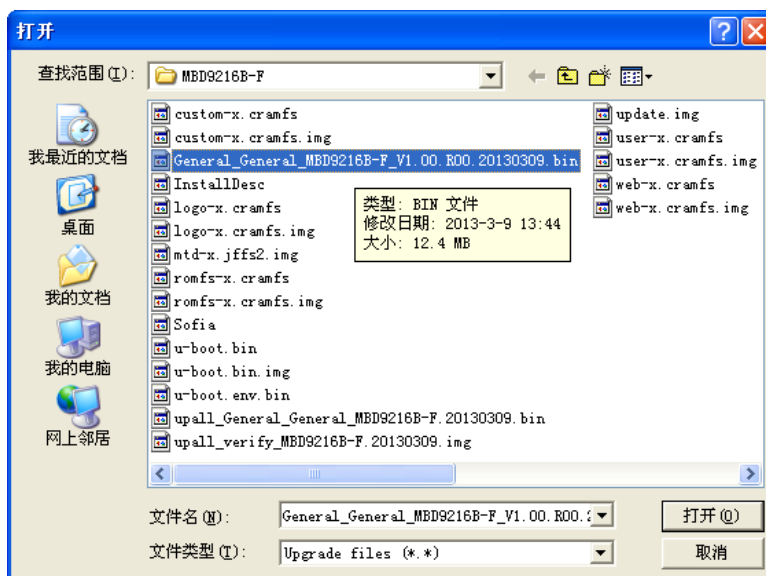 打开
查找范围(I):
MBD9216B-F
我最近的文档
桌面
我的文档
我的电脑
网上邻居
custom-x.cramfs
custom-x.cramfs.img
General_General_MBD9216B-F_V1.00.R00.20130309.bin
InstallDesc
logo-x.cramfs
logo-x.cramfs.img
mtd-x.jffs2.img
romfs-x.cramfs
romfs-x.cramfs.img
Sofia
u-boot.bin
u-boot.bin.img
u-boot.env.bin
upall_General_General_MBD9216B-F.20130309.bin
upall_verify_MBD9216B-F.20130309.img
update.img
user-x.cramfs
user-x.cramfs.img
web-x.cramfs
web-x.cramfs.img
类型: BIN 文件
修改日期: 2013-3-9 13:44
大小: 12.4 MB
文件名(N):
General_General_MBD9216B-F_V1.00.R00.2
打开(O)
文件类型(T):
Upgrade files (*.*)
取消